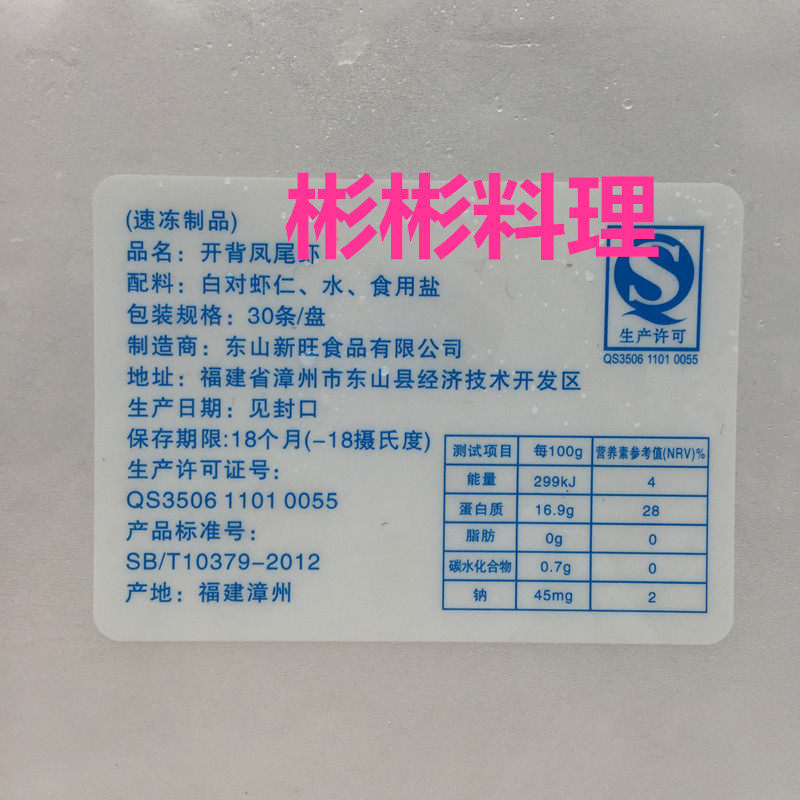 彬彬料理
(速冻制品)
品名：开背凤尾虾
配料：白对虾仁、水、食用盐
包装规格：30条/盘
制造商：东山新旺食品有限公司
地址：福建省漳州市东山县经济技术开发区
生产日期：见封口
保存期限:18个月(-18摄氏度)
生产许可证号：
QS3506 1101 0055
产品标准号：
SB/T10379-2012
产地：福建漳州
生产许可
QS3506 1101 0055
测试项目 每100g 营养素参考值(NRV)%
能量 299kJ 4
蛋白质 16.9g 28
脂肪 0g 0
碳水化合物 0.7g 0
钠 45mg 2